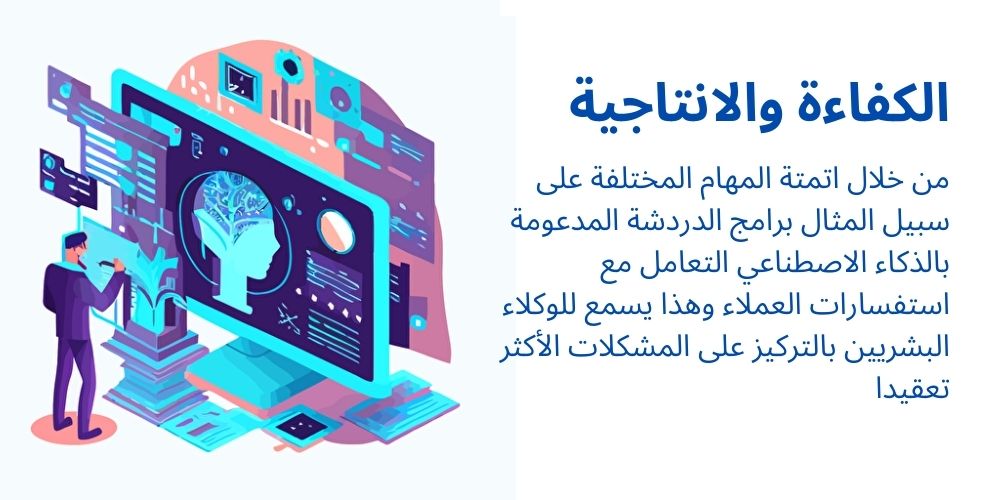 الكفاءة والانتاجية
من خلال اتمتة المهام المختلفة على
سبيل المثال برامج الدردشة المدعومة
بالذكاء الاصطناعي التعامل مع
استفسارات العملاء وهذا يسمع للوكلاء
البشريين بالتركيز على المشكلات الأكثر
تعقيدا